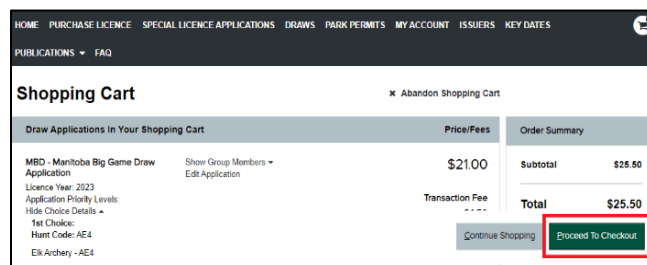 HOME PURCHASE LICENCE SPECIAL LICENCE APPLICATIONS DRAWS PARK PERMITS MY ACCOUNT ISSUERS KEY DATES
PUBLICATIONS FAQ
Shopping Cart
× Abandon Shopping Cart
Draw Applications In Your Shopping Cart Price/Fees
Order Summary
MBD - Manitoba Big Game Draw Application
Show Group Members
Edit Application
$21.00
Subtotal $25.50
Licence Year: 2023
Application Priority Levels:
Hide Choice Details
Transaction Fee
Total $25.50
1st Choice:
Hunt Code: AE4
Elk Archery - AE4
Continue Shopping
Proceed To Checkout